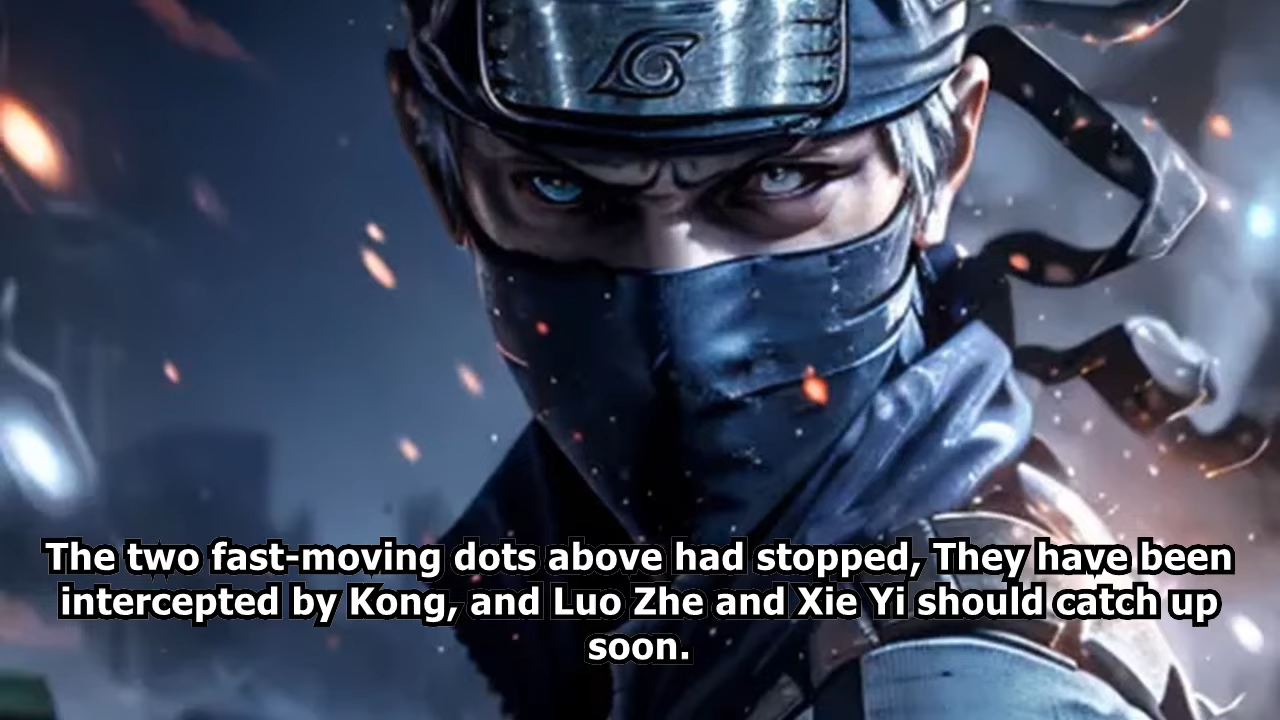 The two fast-moving dots above had stopped, They have been
intercepted by Kong, and Luo Zhe and Xie Yi should catch up
soon.